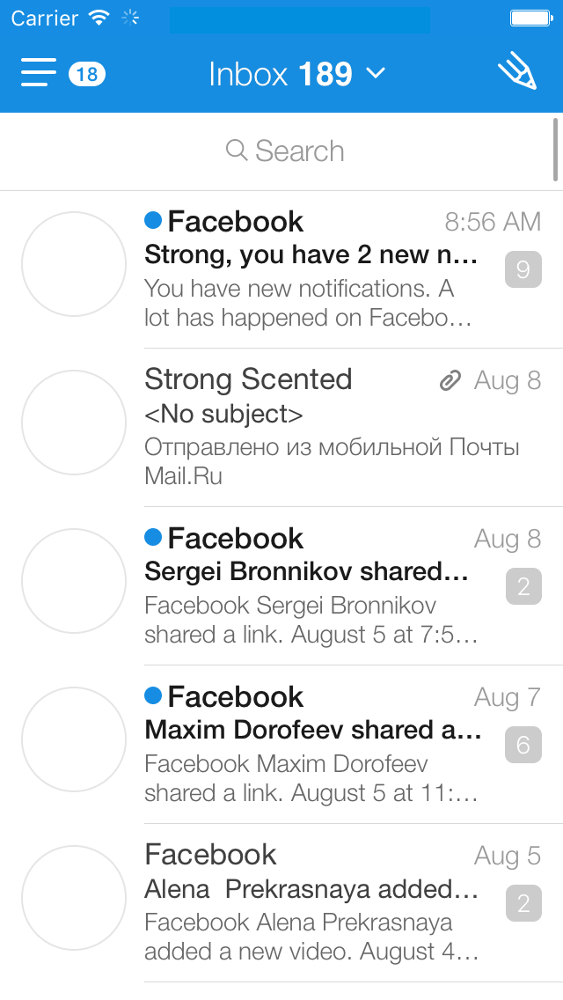 Carrier
18 Inbox 189
Search
Facebook 8:56 AM
Strong, you have 2 new n...
9
You have new notifications. A
lot has happened on Facebo...
Strong Scented Aug 8
<No subject>
Отправлено из мобильной Почты
Mail.Ru
Facebook Aug 8
Sergei Bronnikov shared...
2
Facebook Sergei Bronnikov
shared a link. August 5 at 7:5...
Facebook Aug 7
Maxim Dorofeev shared a...
6
Facebook Maxim Dorofeev
shared a link. August 5 at 11:...
Facebook Aug 5
Alena  Prekrasnaya added...
2
Facebook Alena Prekrasnaya
added a new video. August 4...